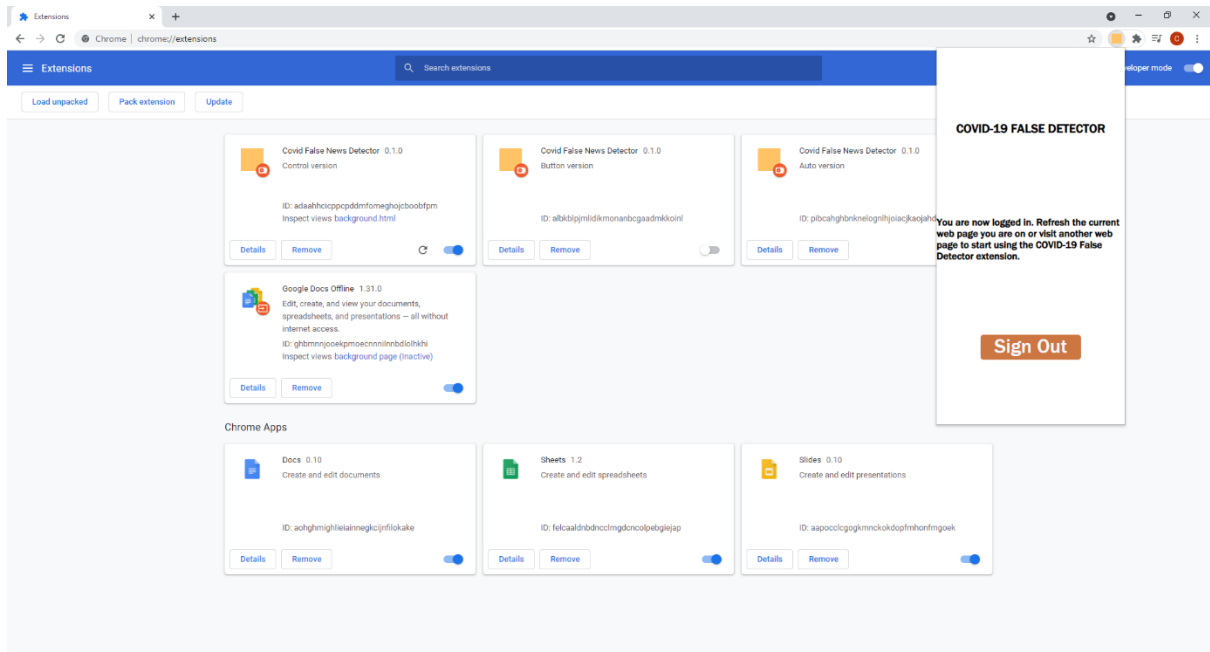 Extensions
Chrome | chrome://extensions
C
Extensions
Search extensions
veloper mode
Load unpacked Pack extension Update
Covid False News Detector 0.1.0
Control version
ID: adaahhcicppcpddmfomeghojcboobfpm
Inspect views background.html
Details Remove
Covid False News Detector 0.1.0
Button version
ID: albkblpjmlidikmonanbcgaadmkkoinl
Details Remove
Covid False News Detector 0.1.0
Auto version
ID: pibcahghbnknelognlhjoiacjkaojahd
Details Remove
COVID-19 FALSE DETECTOR
You are now logged in. Refresh the current
web page you are on or visit another web
page to start using the COVID-19 False
Detector extension.
Sign Out
Google Docs Offline 1.31.0
Edit, create, and view your documents,
spreadsheets, and presentations — all without
internet access.
ID: ghbmnnjooekpmoecnnnilnnbdlolhkhi
Inspect views background page (Inactive)
Details Remove
Chrome Apps
Docs 0.10
Create and edit documents
ID: aohghmighlieiainnegkcijnfilokake
Details Remove
Sheets 1.2
Create and edit spreadsheets
ID: felcaaldnbdncclmgdcncolpebgiejap
Details Remove
Slides 0.10
Create and edit presentations
ID: aapocclcgogkmnckokdopfmhonfmgoek
Details Remove